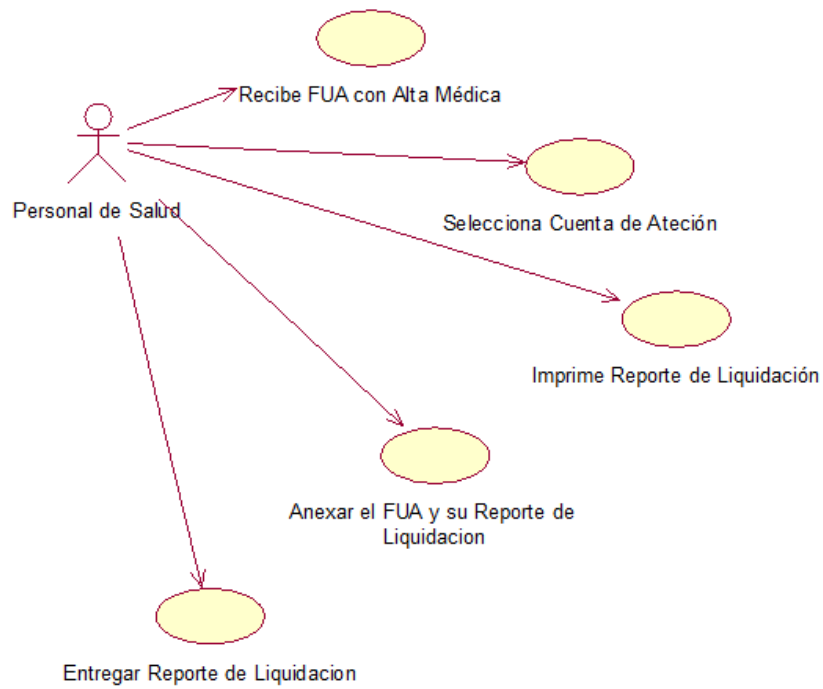 Recibe FUA con Alta Médica
Personal de Salud
Selecciona Cuenta de Ateción
Imprime Reporte de Liquidación
Anexar el FUA y su Reporte de
Liquidacion
Entregar Reporte de Liquidacion